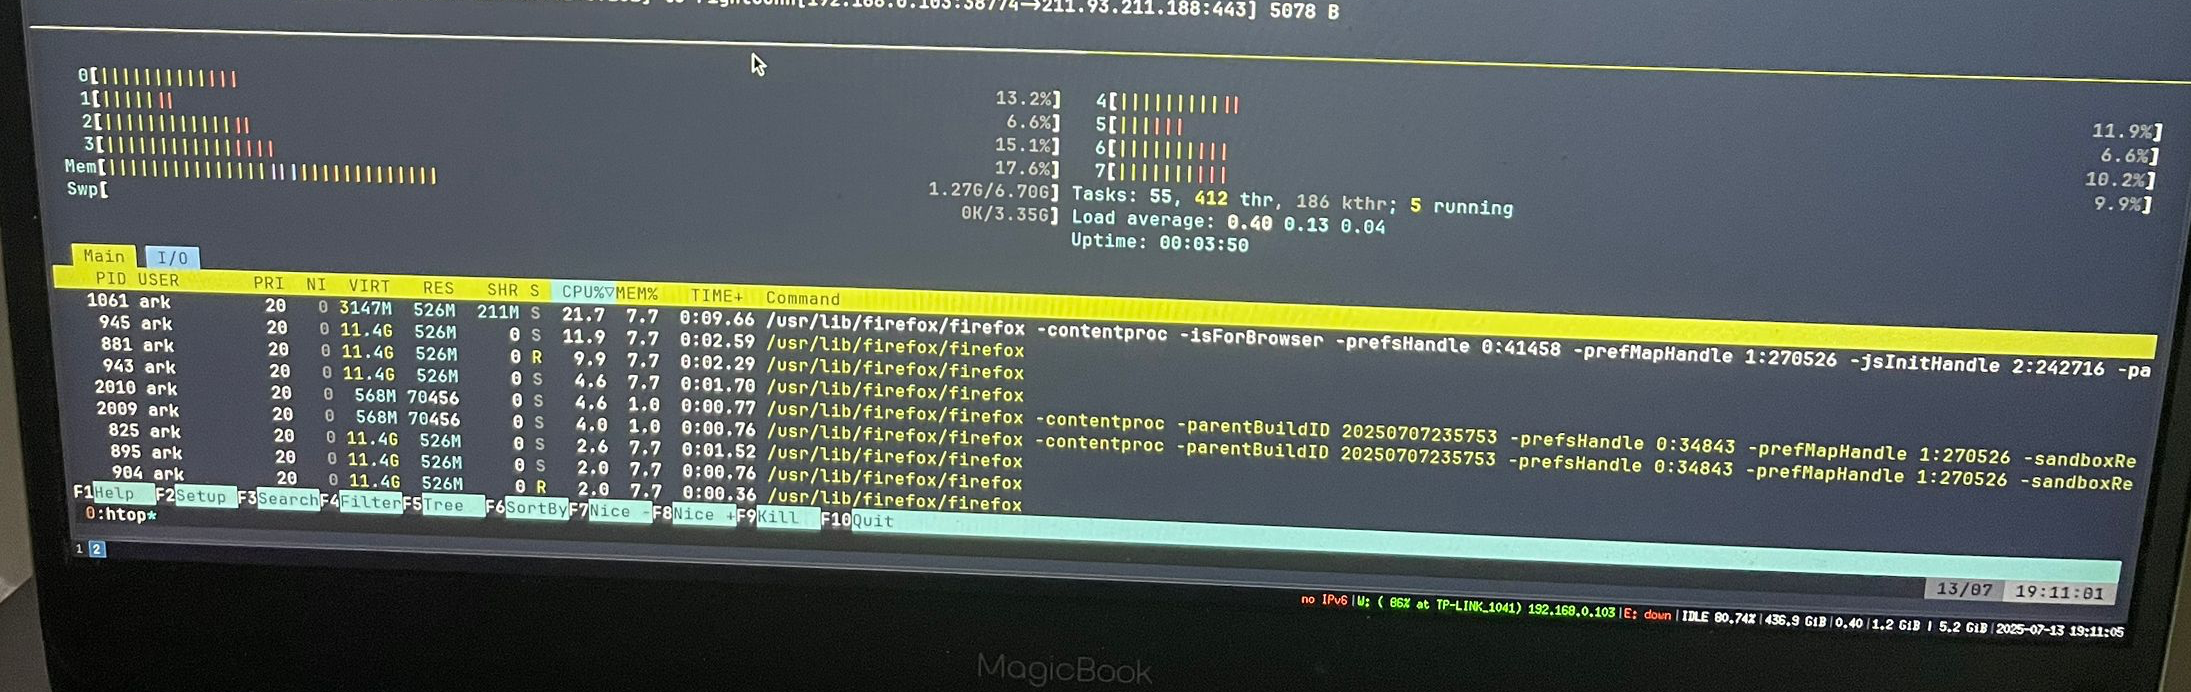 to rightConn[192.168.0.103:38774→211.93.211.188:443] 5078 B
0[||||||||||||| 13.2%]
1[||||||| 6.6%]
2[|||||||||||||| 15.1%]
3[|||||||||||||||| 17.6%]
Mem[|||||||||||||||||||||||||||||| 1.27G/6.70G]
Swp[ 0K/3.35G]
4[||||||||||| 11.9%]
5[|||||| 6.6%]
6[|||||||||| 10.2%]
7[|||||||||| 9.9%]
Tasks: 55, 412 thr, 186 kthr; 5 running
Load average: 0.40 0.13 0.04
Uptime: 00:03:50
Main I/O
PID USER PRI NI VIRT RES SHR S CPU%▽MEM% TIME+ Command
1061 ark 20 0 3147M 526M 211M S 21.7 7.7 0:09.66 /usr/lib/firefox/firefox -contentproc -isForBrowser -prefsHandle 0:41458 -prefMapHandle 1:270526 -jsInitHandle 2:242716 -pa
945 ark 20 0 11.4G 526M 0 S 11.9 7.7 0:02.59 /usr/lib/firefox/firefox
881 ark 20 0 11.4G 526M 0 R 9.9 7.7 0:02.29 /usr/lib/firefox/firefox
943 ark 20 0 11.4G 526M 0 S 4.6 7.7 0:01.70 /usr/lib/firefox/firefox
2010 ark 20 0 568M 70456 0 S 4.6 1.0 0:00.77 /usr/lib/firefox/firefox -contentproc -parentBuildID 20250707235753 -prefsHandle 0:34843 -prefMapHandle 1:270526 -sandboxRe
2009 ark 20 0 568M 70456 0 S 4.0 1.0 0:00.76 /usr/lib/firefox/firefox -contentproc -parentBuildID 20250707235753 -prefsHandle 0:34843 -prefMapHandle 1:270526 -sandboxRe
825 ark 20 0 11.4G 526M 0 S 2.6 7.7 0:01.52 /usr/lib/firefox/firefox
895 ark 20 0 11.4G 526M 0 S 2.0 7.7 0:00.76 /usr/lib/firefox/firefox
904 ark 20 0 11.4G 526M 0 R 2.0 7.7 0:00.36 /usr/lib/firefox/firefox
F1Help F2Setup F3Search F4Filter F5Tree F6SortBy F7Nice - F8Nice + F9Kill F10Quit
0:htop* 13/07 19:11:01
1 2 no IPv6|W: ( 86% at TP-LINK_1041) 192.168.0.103|E: down|IDLE 80.74%|436.9 GiB|0.40|1.2 GiB | 5.2 GiB|2025-07-13 19:11:05
MagicBook